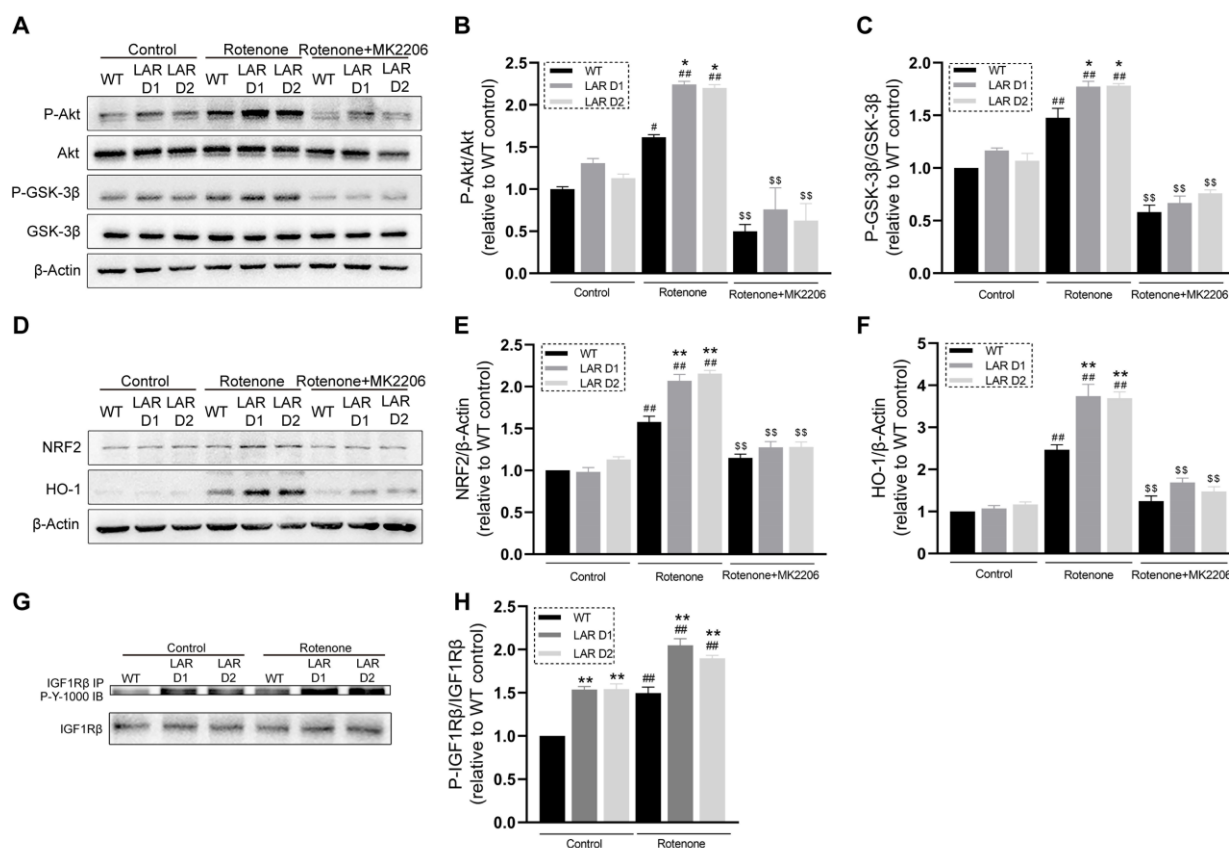 A
Control Rotenone Rotenone+MK2206
WT LAR D1 LAR D2 WT LAR D1 LAR D2 WT LAR D1 LAR D2
P-Akt
Akt
P-GSK-3β
GSK-3β
β-Actin
B
WT
LAR D1
LAR D2
P-Akt/Akt
(relative to WT control)
2.5
2.0
1.5
1.0
0.5
0.0
# * ## * ## $$ $$ $$
Control Rotenone Rotenone+MK2206
C
WT
LAR D1
LAR D2
P-GSK-3β/GSK-3β
(relative to WT control)
2.0
1.5
1.0
0.5
0.0
## * ## * ## $$ $$ $$
Control Rotenone Rotenone+MK2206
D
Control Rotenone Rotenone+MK2206
WT LAR D1 LAR D2 WT LAR D1 LAR D2 WT LAR D1 LAR D2
NRF2
HO-1
β-Actin
E
WT
LAR D1
LAR D2
NRF2/β-Actin
(relative to WT control)
2.5
2.0
1.5
1.0
0.5
0.0
## ** ## ** ## $$ $$ $$
Control Rotenone Rotenone+MK2206
F
WT
LAR D1
LAR D2
HO-1/β-Actin
(relative to WT control)
5
4
3
2
1
0
## ** ## ** ## $$ $$ $$
Control Rotenone Rotenone+MK2206
G
Control Rotenone
WT LAR D1 LAR D2 WT LAR D1 LAR D2
IGF1Rβ IP
P-Y-1000 IB
IGF1Rβ
H
WT
LAR D1
LAR D2
P-IGF1Rβ/IGF1Rβ
(relative to WT control)
2.5
2.0
1.5
1.0
0.5
0.0
** ** ## ** ## ** ##
Control Rotenone